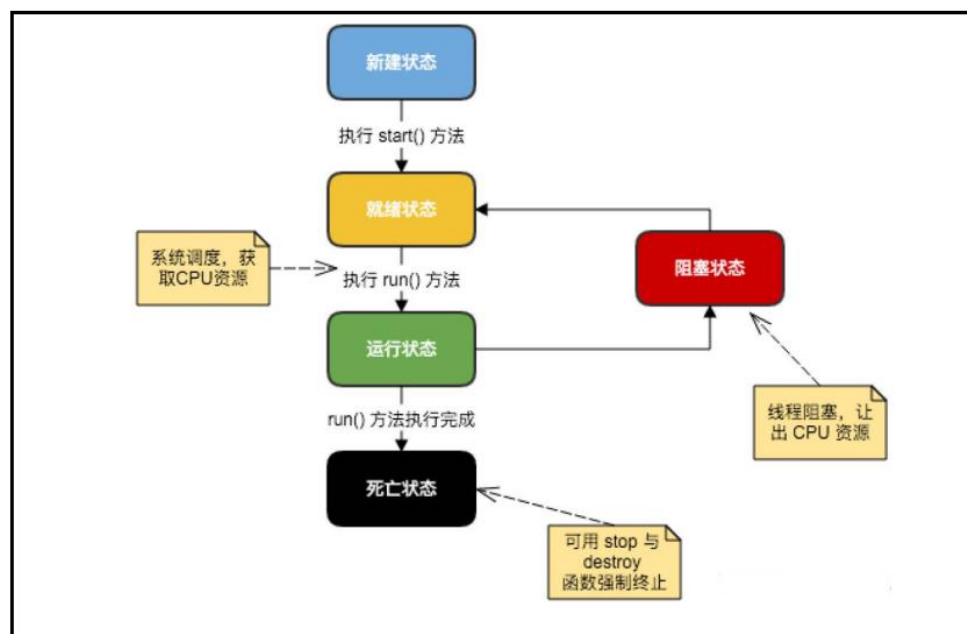 新建状态
执行 start() 方法
就绪状态
系统调度，获
取CPU资源
执行 run() 方法
阻塞状态
运行状态
线程阻塞，让
出 CPU 资源
run() 方法执行完成
死亡状态
可用 stop 与
destroy
函数强制终止